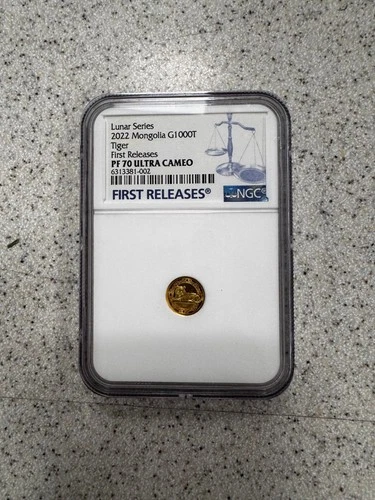 Lunar Series
2022 Mongolia G1000T
Tiger
First Releases
PF 70 ULTRA CAMEO
6313381-002
FIRST RELEASES®
NGC®